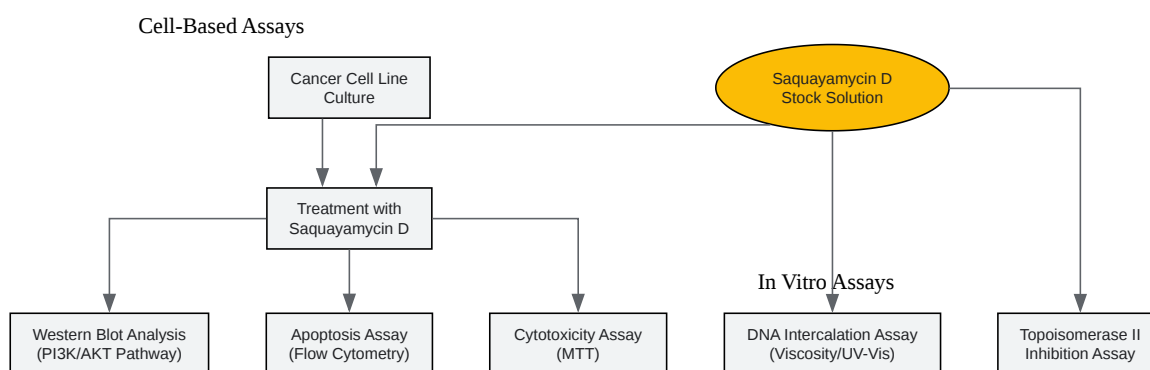 Cell-Based Assays
Cancer Cell Line
Culture
Saquayamycin D
Stock Solution
Treatment with
Saquayamycin D
In Vitro Assays
Western Blot Analysis
(PI3K/AKT Pathway)
Apoptosis Assay
(Flow Cytometry)
Cytotoxicity Assay
(MTT)
DNA Intercalation Assay
(Viscosity/UV-Vis)
Topoisomerase II
Inhibition Assay